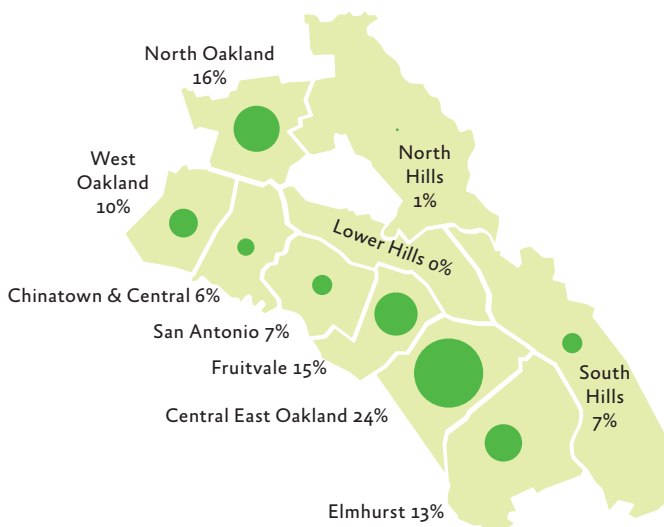 North Oakland
16%
West
Oakland
10%
North
Hills
1%
Lower Hills 0%
Chinatown & Central 6%
San Antonio 7%
Fruitvale 15%
South
Hills
7%
Central East Oakland 24%
Elmhurst 13%